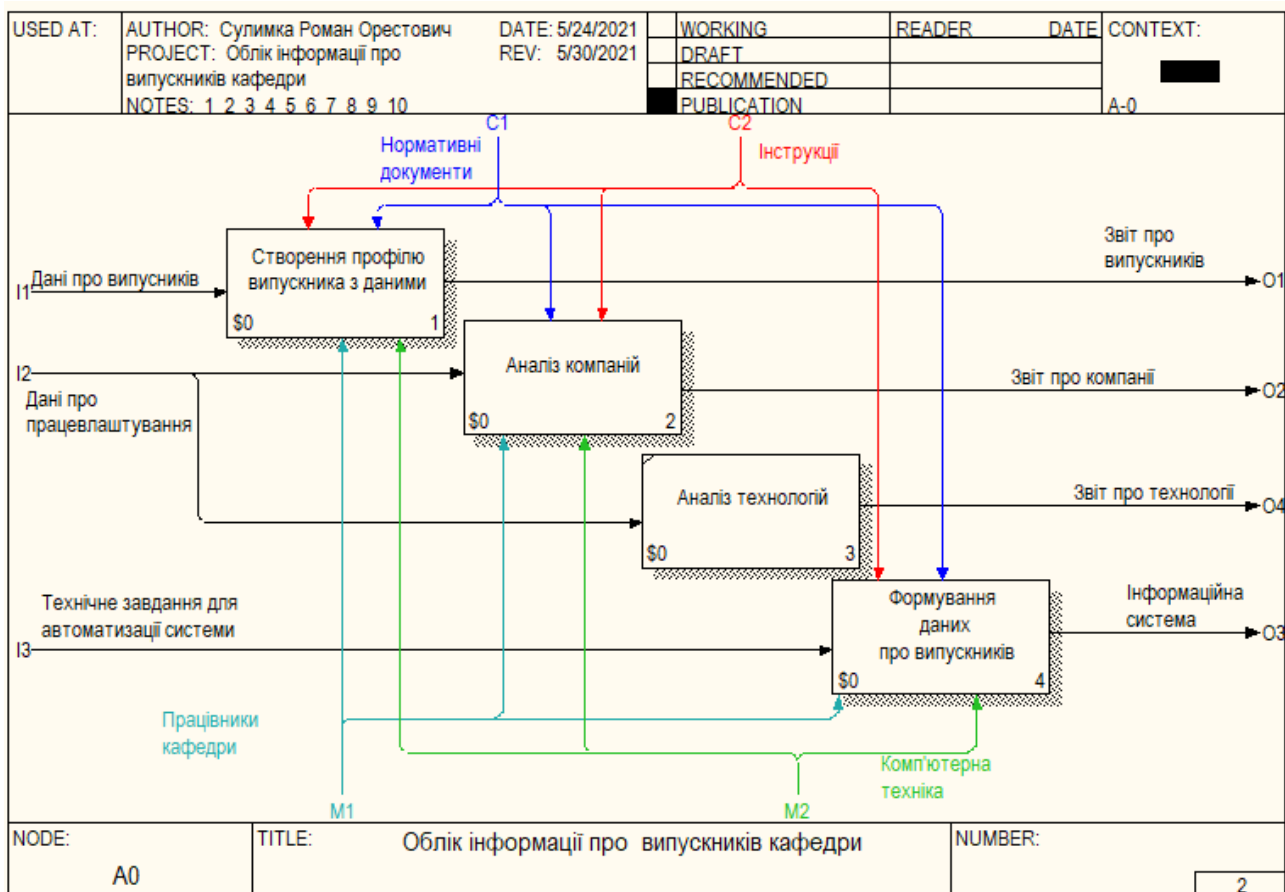 USED AT:
AUTHOR: Сулимка Роман Орестович
DATE: 5/24/2021
PROJECT: Облік інформації про
REV: 5/30/2021
випускників кафедри
NOTES: 1 2 3 4 5 6 7 8 9 10
WORKING
DRAFT
RECOMMENDED
PUBLICATION
READER
DATE
CONTEXT:
A-0
C1
C2
Нормативні
документи
Інструкції
Створення профілю
випускника з даними
$0
1
I1
Дані про випусників
Звіт про
випускників
O1
I2
Дані про
працевлаштування
Аналіз компаній
$0
2
Звіт про компанії
O2
Аналіз технологій
$0
3
Звіт про технології
O4
Технічне завдання для
автоматизації системи
I3
Формування
даних
про випускників
$0
4
Інформаційна
система
O3
Працівники
кафедри
Комп'ютерна
техніка
M1
M2
NODE:
A0
TITLE:
Облік інформації про випускників кафедри
NUMBER:
2